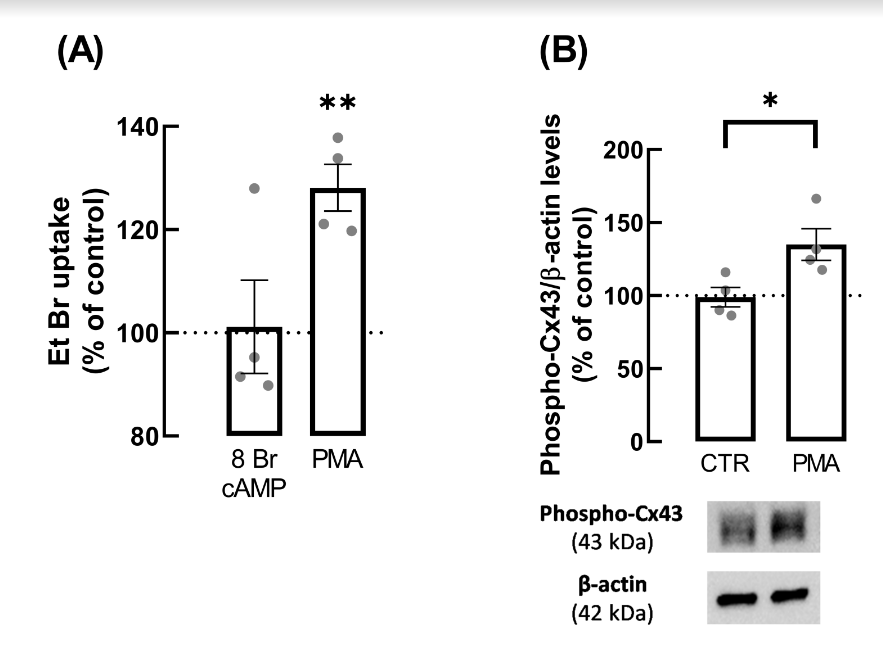 (A)
**
140
120
100
80
Et Br uptake
(% of control)
8 Br
cAMP
PMA
(B)
*
200
150
100
50
0
Phospho-Cx43/β-actin levels
(% of control)
CTR
PMA
Phospho-Cx43
(43 kDa)
β-actin
(42 kDa)